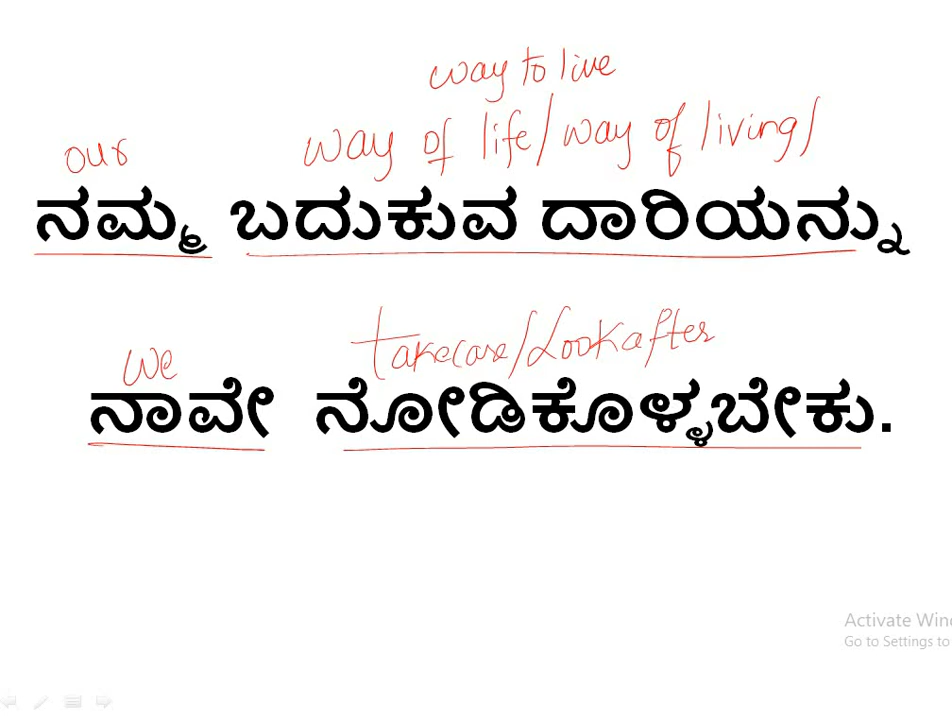 way to live
our way of life/way of living/
ನಮ್ಮ ಬದುಕುವ ದಾರಿಯನ್ನು
we takecare/Lookafter
ನಾವೇ ನೋಡಿಕೊಳ್ಳಬೇಕು.
Activate Win
Go to Settings to